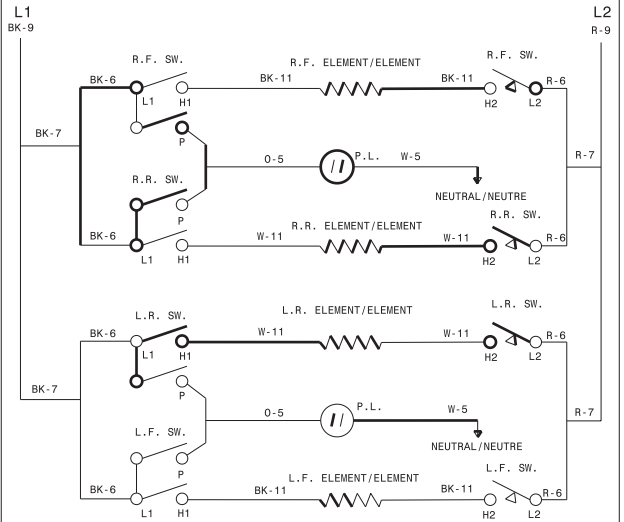 L1 L2
BK-9 R-9
R.F. SW. R.F. ELEMENT/ELEMENT R.F. SW.
BK-6 BK-11 BK-11 R-6
L1 H1 H2 L2
BK-7 P
O-5 P.L. W-5 R-7
R.R. SW. NEUTRAL/NEUTRE
P R.R. ELEMENT/ELEMENT R.R. SW.
BK-6 W-11 W-11 R-6
L1 H1 H2 L2
L.R. SW. L.R. ELEMENT/ELEMENT L.R. SW.
BK-6 W-11 W-11 R-6
L1 H1 H2 L2
BK-7 P
O-5 P.L. W-5 R-7
L.F. SW. NEUTRAL/NEUTRE
P L.F. ELEMENT/ELEMENT L.F. SW.
BK-6 BK-11 BK-11 R-6
L1 H1 H2 L2